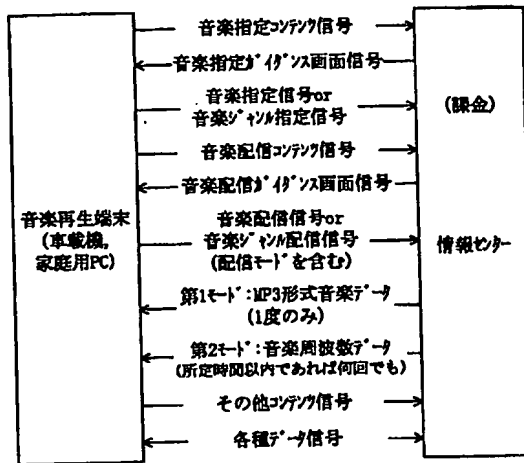 音楽指定ｺﾝﾃﾝﾂ信号
音楽指定ｶﾞｲﾀﾞﾝｽ画面信号
音楽指定信号or
音楽ｼﾞｬﾝﾙ指定信号
(課金)
音楽配信ｺﾝﾃﾝﾂ信号
音楽配信ｶﾞｲﾀﾞﾝｽ画面信号
音楽再生端末
(車載機,
家庭用PC)
音楽配信信号or
音楽ｼﾞｬﾝﾙ配信信号
(配信ﾓｰﾄﾞを含む)
情報ｾﾝﾀｰ
第1ﾓｰﾄﾞ:MP3形式音楽ﾃﾞｰﾀ
(1度のみ)
第2ﾓｰﾄﾞ:音楽周波数ﾃﾞｰﾀ
(所定時間以内であれば何回でも)
その他ｺﾝﾃﾝﾂ信号
各種ﾃﾞｰﾀ信号